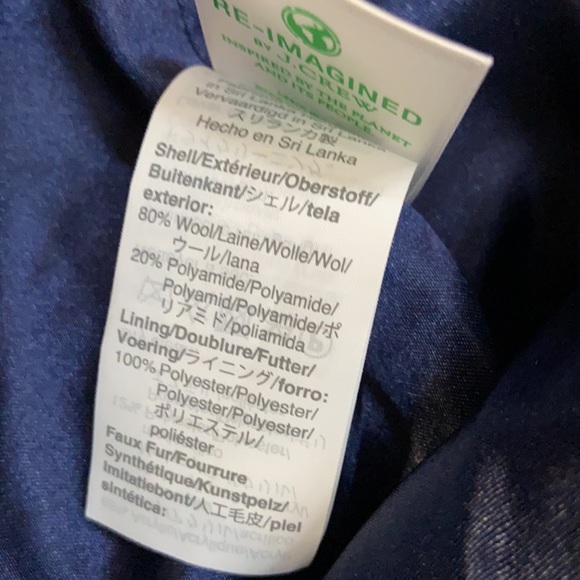 RE-IMAGINED
BY J.CREW
INSPIRED BY THE PLANET
AND ITS PEOPLE
in Sri Lanka
Vervaardigd in Sri Lanka
スリランカ製
Hecho en Sri Lanka
Shell/Extérieur/Oberstoff/
Buitenkant/シェル/tela
exterior:
80% Wool/Laine/Wolle/Wol/
ウール/lana
20% Polyamide/Polyamide/
Polyamid/Polyamide/ポ
リアミド/poliamida
Lining/Doublure/Futter/
Voering/ライニング/forro:
100% Polyester/Polyester/
Polyester/Polyester/
ポリエステル/
poliéster
Faux Fur/Fourrure
Synthétique/Kunstpelz/
Imitatiebont/人工毛皮/piel
sintética: